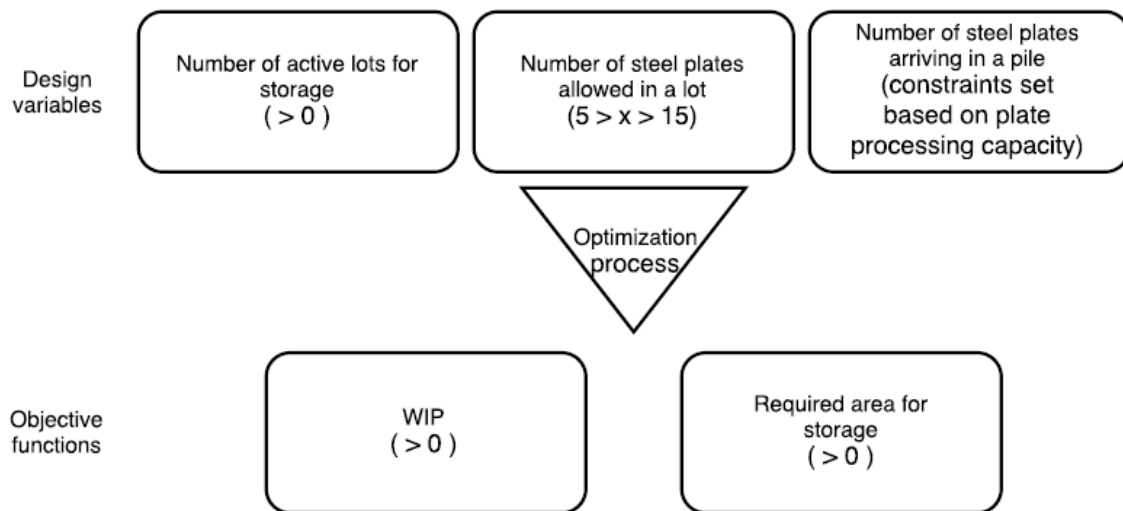 Design
variables
Number of active lots for
storage
( > 0 )
Number of steel plates
allowed in a lot
(5 > x > 15)
Number of steel plates
arriving in a pile
(constraints set
based on plate
processing capacity)
Optimization
process
Objective
functions
WIP
( > 0 )
Required area for
storage
( > 0 )